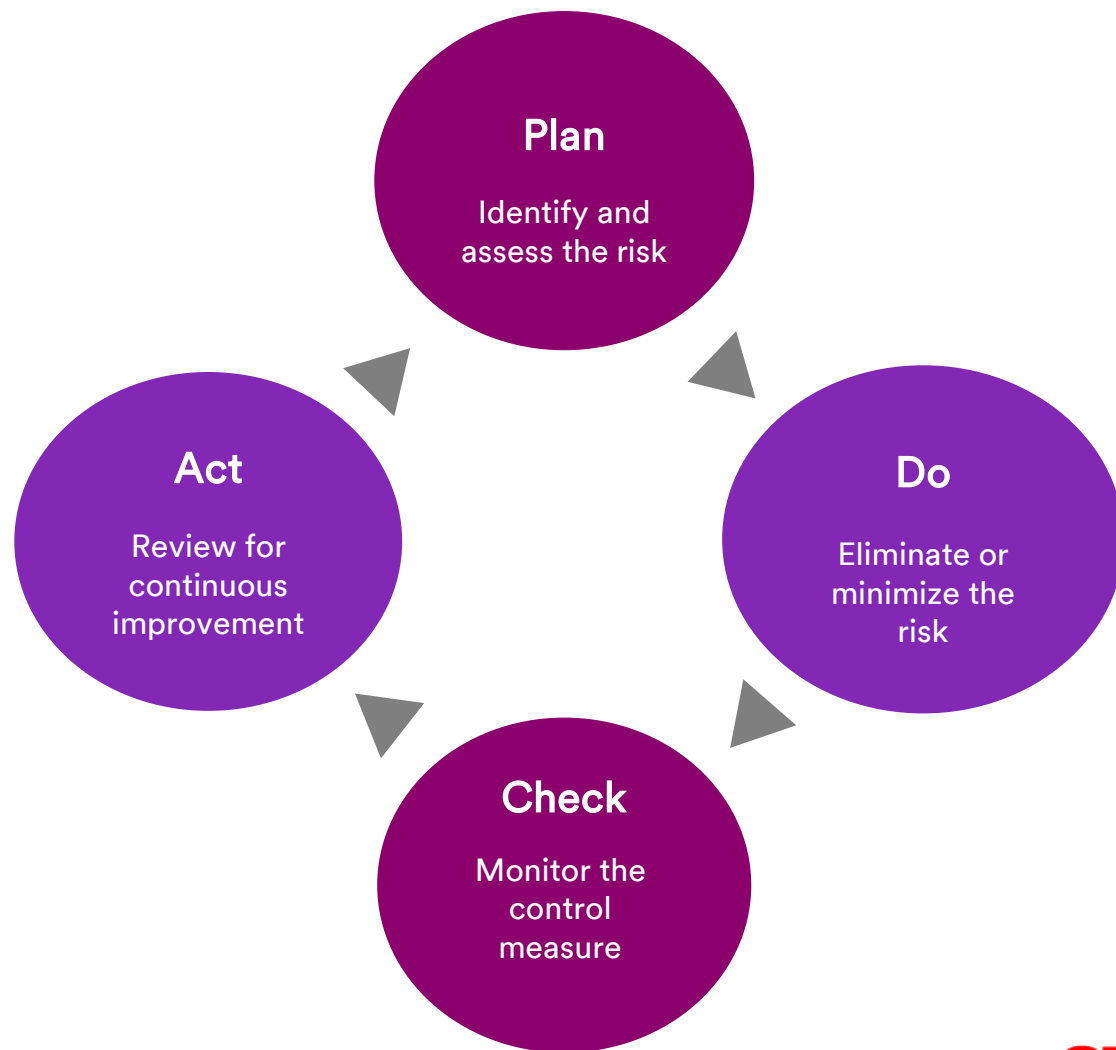 Plan
Identify and
assess the risk
Act
Review for
continuous
improvement
Do
Eliminate or
minimize the
risk
Check
Monitor the
control
measure